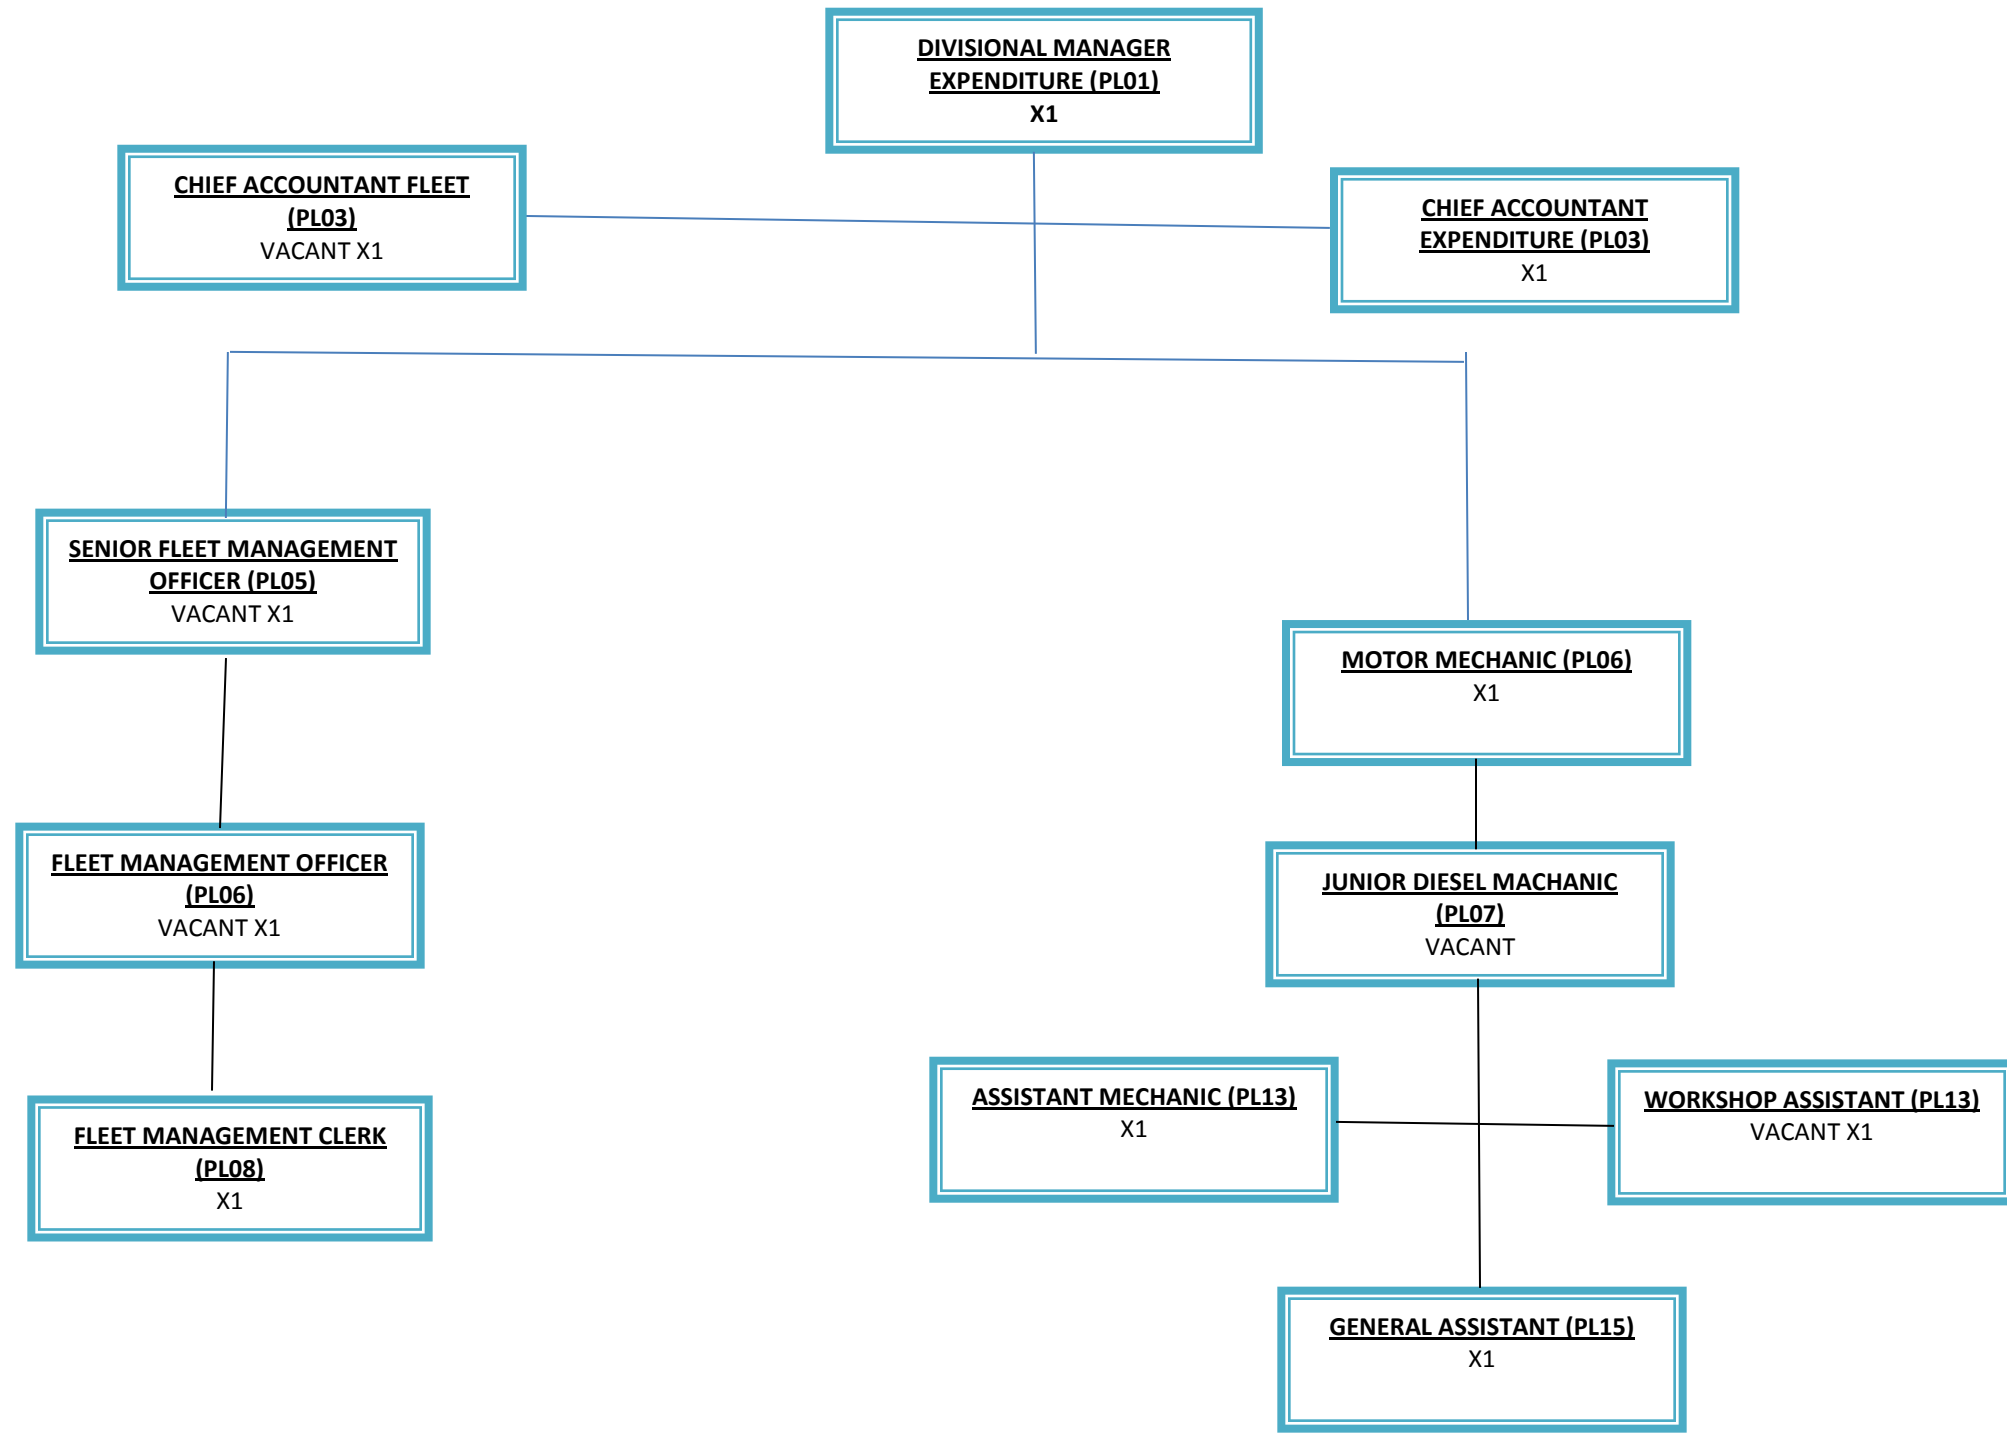 DIVISIONAL MANAGER
EXPENDITURE (PL01)
X1
CHIEF ACCOUNTANT FLEET
(PL03)
VACANT X1
CHIEF ACCOUNTANT
EXPENDITURE (PL03)
X1
SENIOR FLEET MANAGEMENT
OFFICER (PL05)
VACANT X1
MOTOR MECHANIC (PL06)
X1
FLEET MANAGEMENT OFFICER
(PL06)
VACANT X1
JUNIOR DIESEL MACHANIC
(PL07)
VACANT
FLEET MANAGEMENT CLERK
(PL08)
X1
ASSISTANT MECHANIC (PL13)
X1
WORKSHOP ASSISTANT (PL13)
VACANT X1
GENERAL ASSISTANT (PL15)
X1